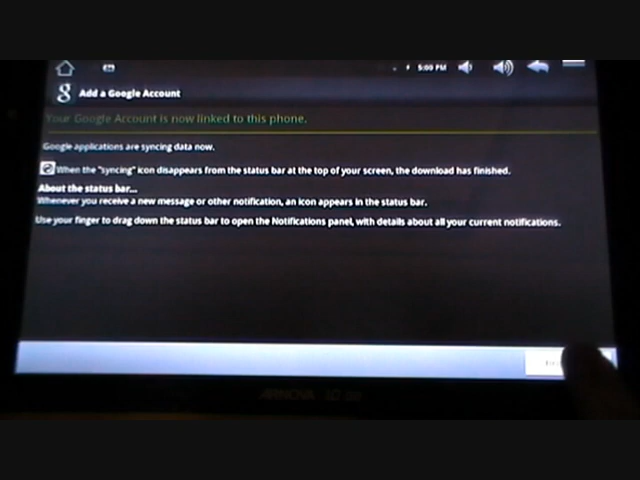 5:00 PM
Add a Google Account
Your Google Account is now linked to this phone.
Google applications are syncing data now.
When the "syncing" icon disappears from the status bar at the top of your screen, the download has finished.
About the status bar...
Whenever you receive a new message or other notification, an icon appears in the status bar.
Use your finger to drag down the status bar to open the Notifications panel, with details about all your current notifications.
ARNOVA